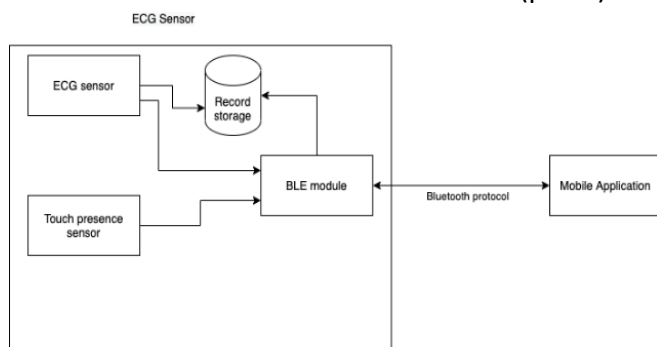 ECG Sensor
ECG sensor
Record
storage
BLE module
Bluetooth protocol
Mobile Application
Touch presence
sensor